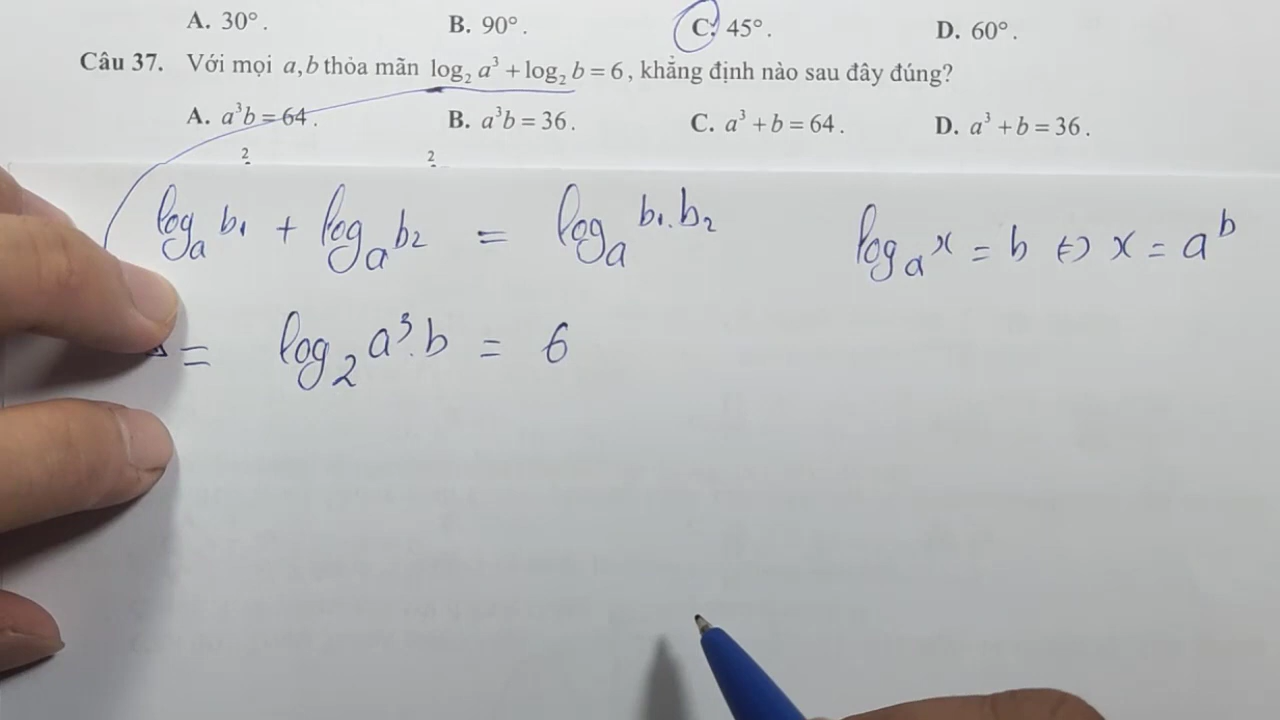 A. 30°. B. 90°. C. 45°. D. 60°.
Câu 37. Với mọi a, b thỏa mãn log₂ a³ + log₂ b = 6, khẳng định nào sau đây đúng?
A. a³b = 64. B. a³b = 36. C. a³ + b = 64. D. a³ + b = 36.
2 2
logₐ b₁ + logₐ b₂ = logₐ b₁.b₂ logₐ x = b ⇔ x = aᵇ
= log₂ a³.b = 6